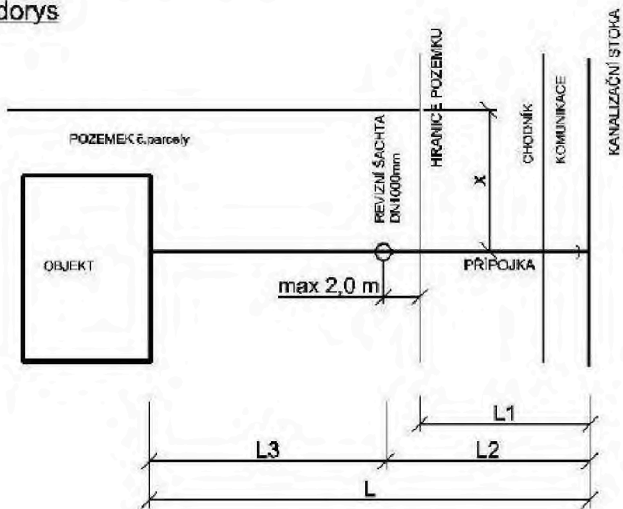 dorys
POZEMEK č.parcely
REVIZNÍ ŠACHTA
DN1000mm
HRANICE POZEMKU
CHODNÍK
KOMUNIKACE
KANALIZAČNÍ STOKA
X
OBJEKT
PŘÍPOJKA
max 2,0 m
L1
L3
L2
L